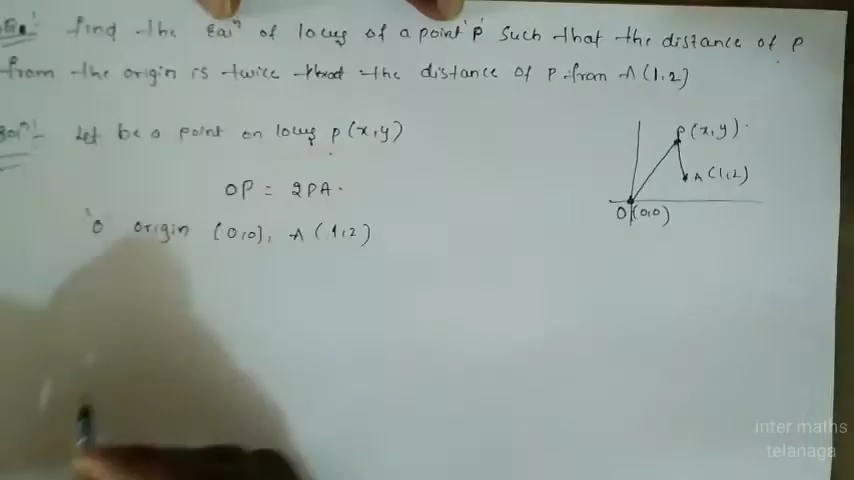 find the Eqn of locus of a point 'P' such that the distance of P
from the origin is twice the distance of P from A(1,2)
Soln:- Let be a point on locus p(x,y)
OP = 2PA.
'O' origin (0,0), A(1,2)
P(x,y).
A(1,2)
O (0,0)
inter maths
telanaga